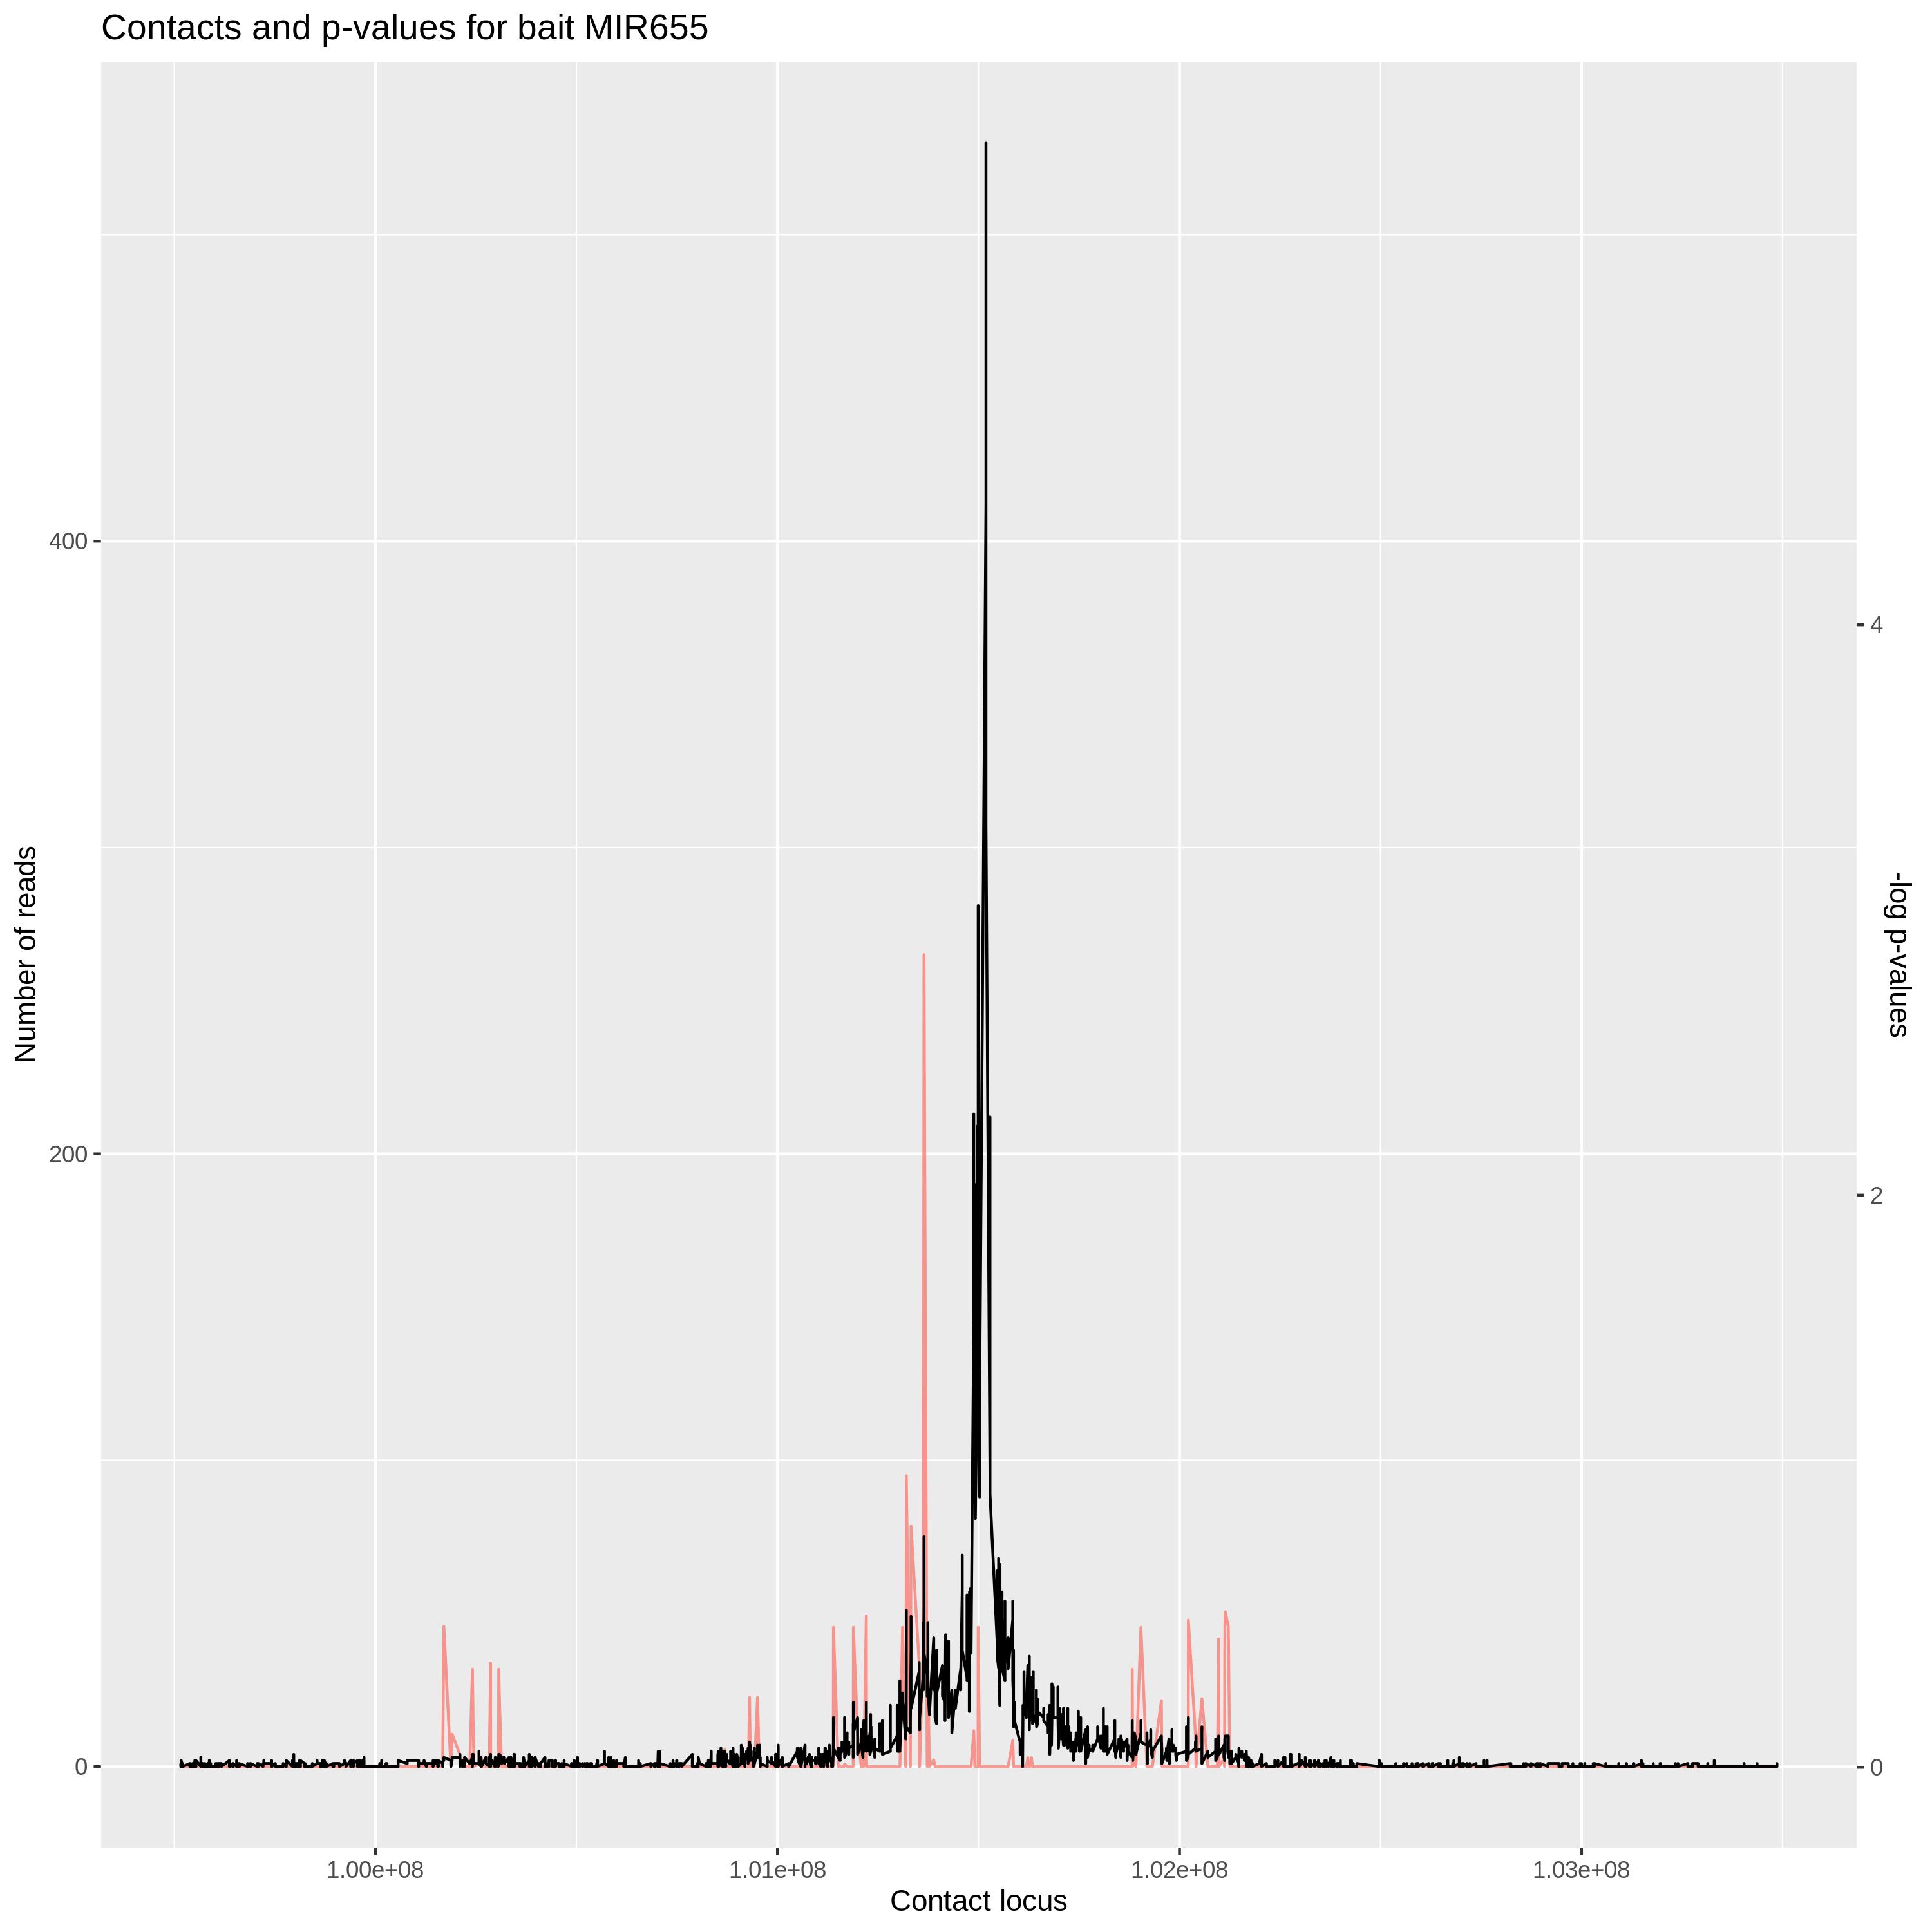 Contacts and p-values for bait MIR655
Number of reads
400
200
0
4
2
0
-log p-values
1.00e+08
1.01e+08
1.02e+08
1.03e+08
Contact locus